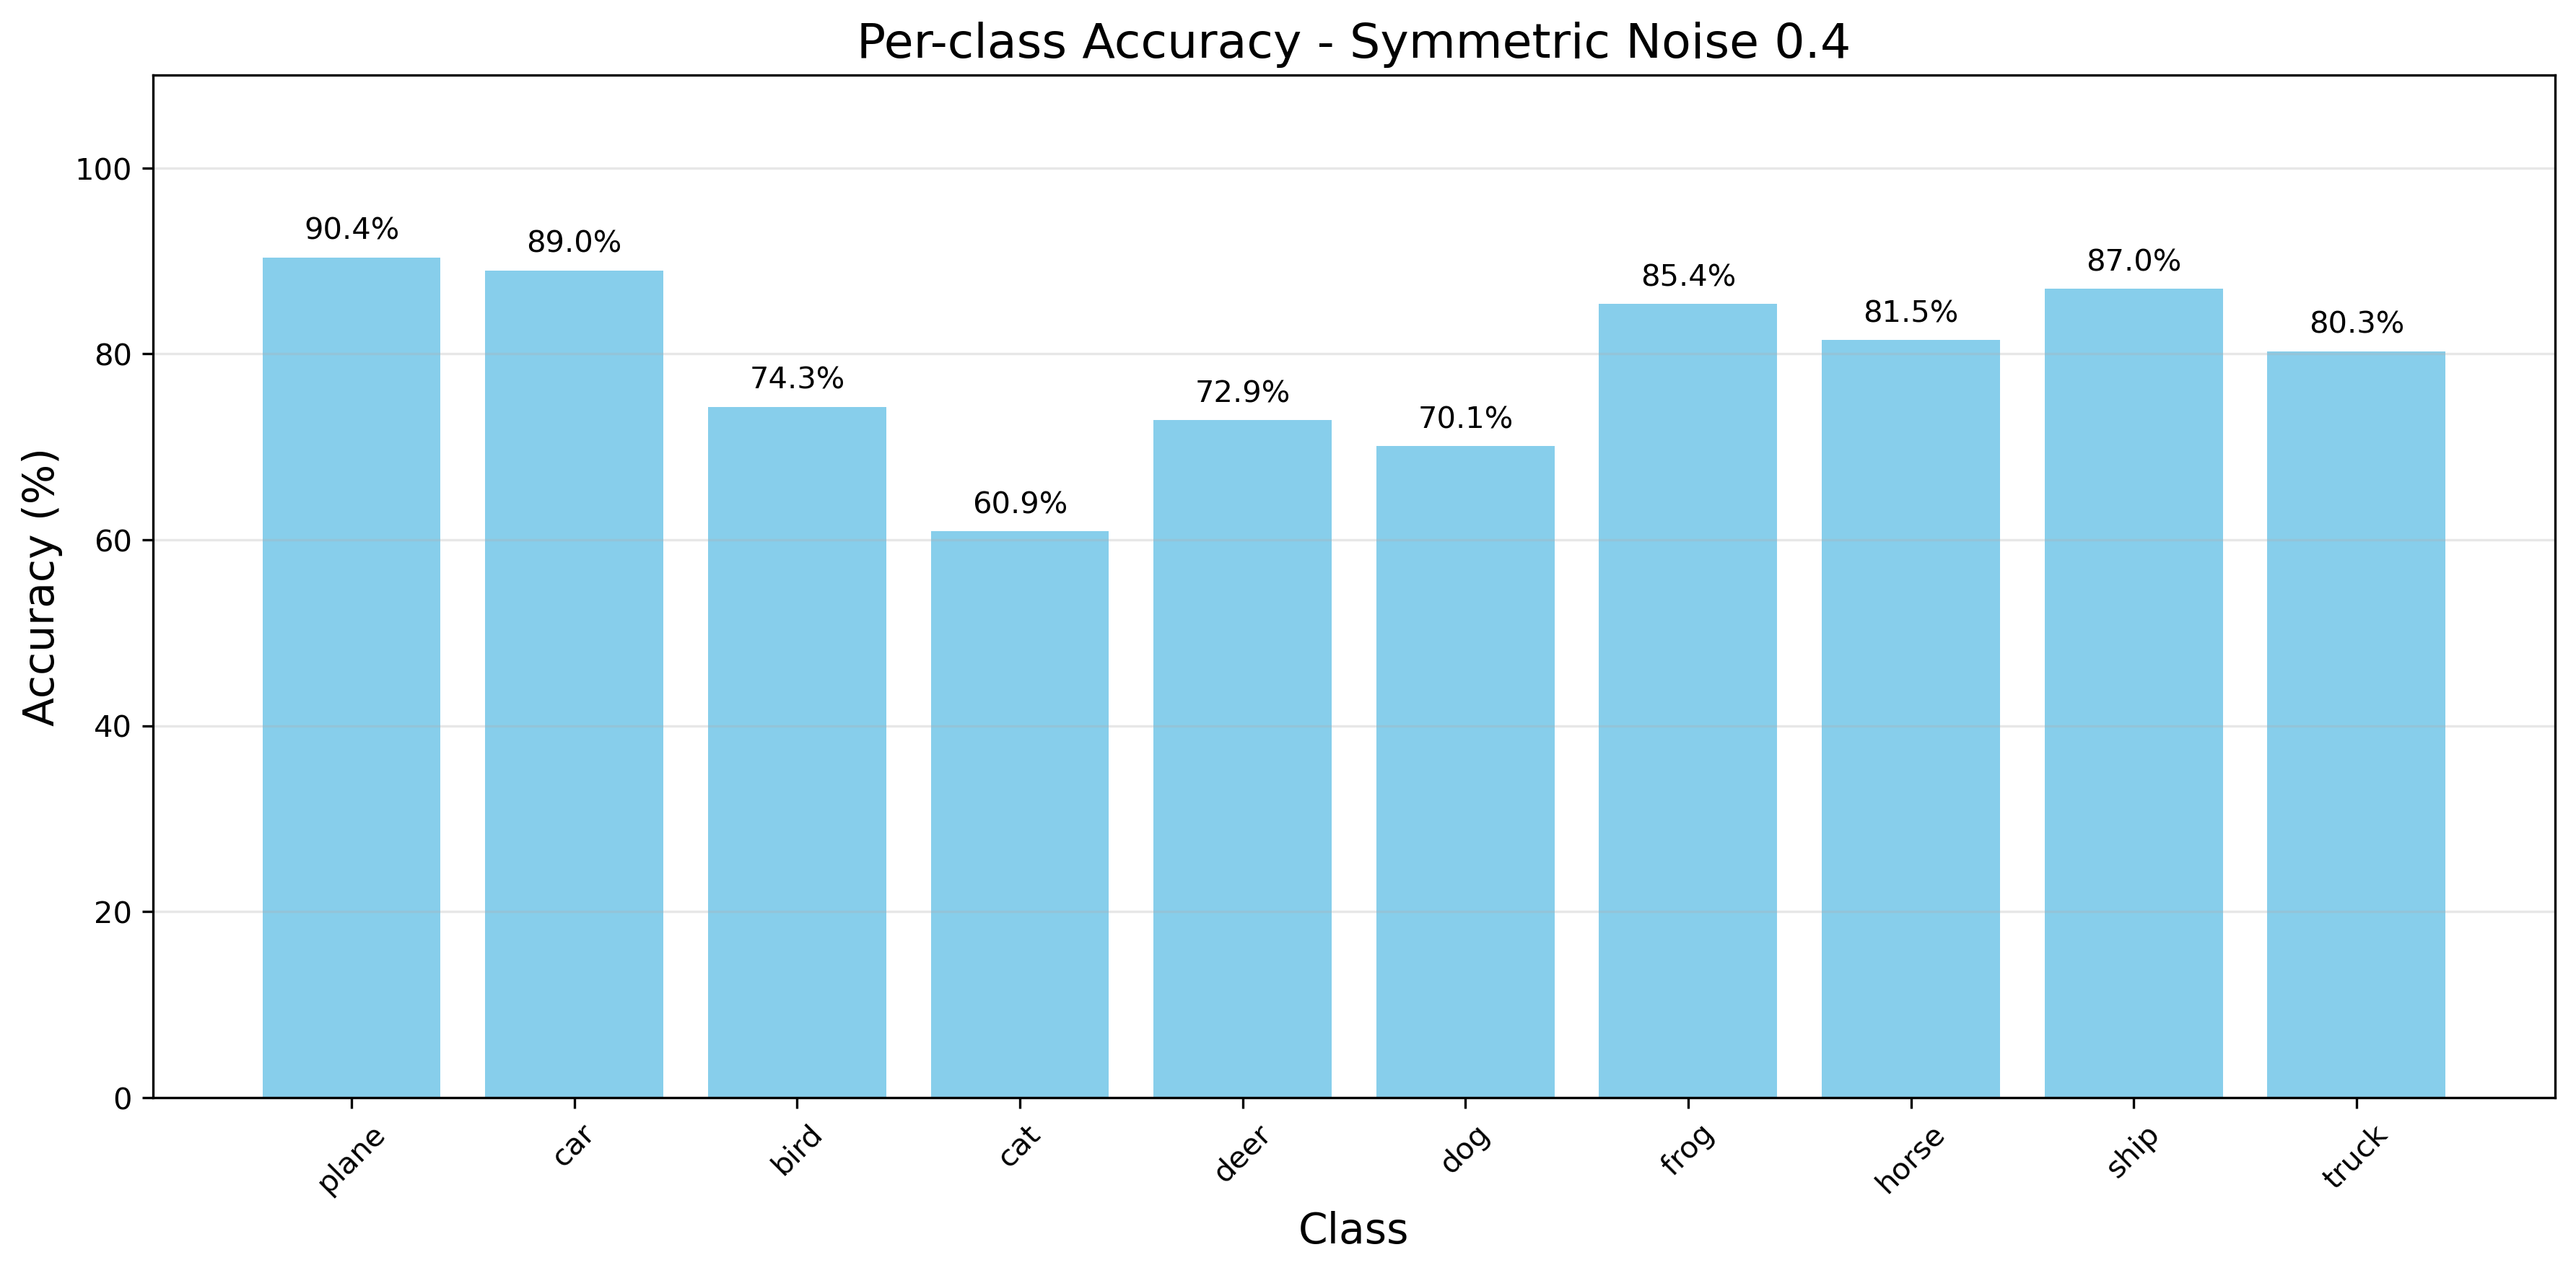 Per-class Accuracy - Symmetric Noise 0.4
Accuracy (%)
100
80
60
40
20
0
90.4%
89.0%
74.3%
60.9%
72.9%
70.1%
85.4%
81.5%
87.0%
80.3%
plane
car
bird
cat
deer
dog
frog
horse
ship
truck
Class